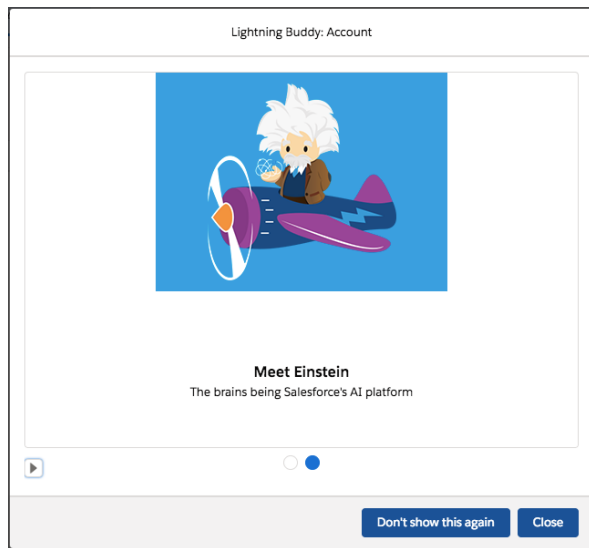 Lightning Buddy: Account
Meet Einstein
The brains being Salesforce's AI platform
Don't show this again
Close